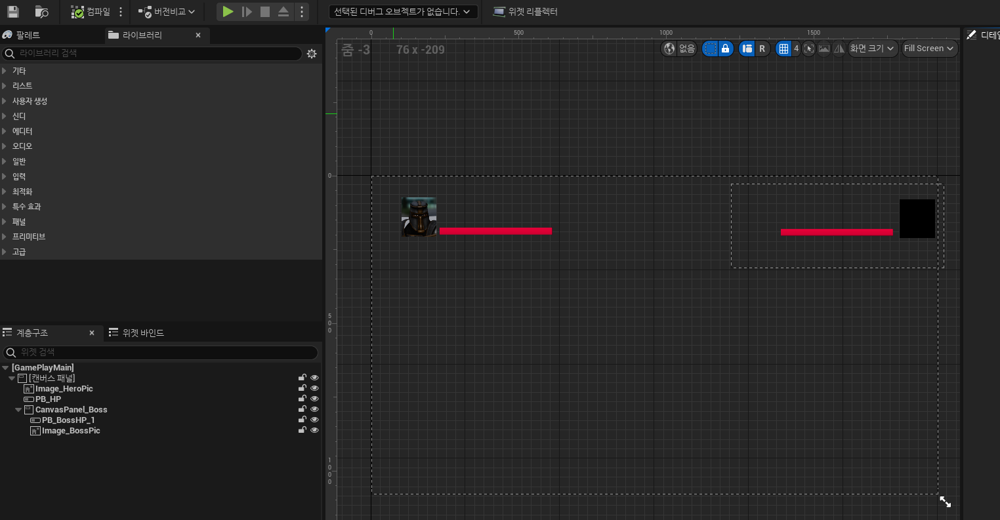 컴파일
버전비교
선택된 디버그 오브젝트가 없습니다.
위젯 리플렉터
팔레트
라이브러리
라이브러리 검색
기타
리스트
사용자 생성
신디
에디터
오디오
일반
입력
최적화
특수 효과
패널
프리미티브
고급
계층구조
위젯 바인드
위젯 검색
[GamePlayMain]
[캔버스 패널]
Image_HeroPic
PB_HP
CanvasPanel_Boss
PB_BossHP_1
Image_BossPic
0 500 1000 1500
줌 -3 76 x -209
없음 R 4 화면 크기 Fill Screen
0
500
1000